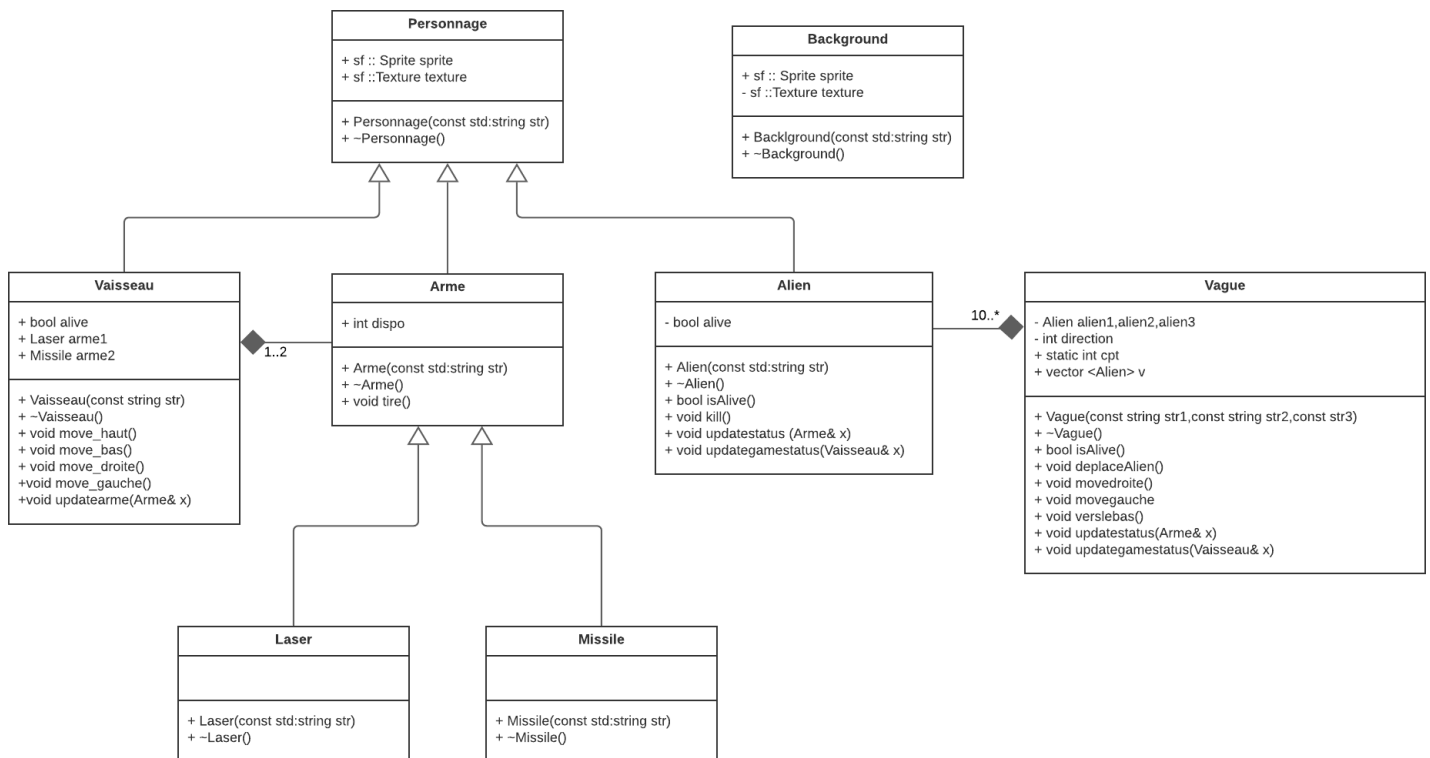 Personnage
+ sf :: Sprite sprite
+ sf ::Texture texture
+ Personnage(const std:string str)
+ ~Personnage()
Background
+ sf :: Sprite sprite
- sf ::Texture texture
+ Backlground(const std:string str)
+ ~Background()
Vaisseau
+ bool alive
+ Laser arme1
+ Missile arme2
+ Vaisseau(const string str)
+ ~Vaisseau()
+ void move_haut()
+ void move_bas()
+ void move_droite()
+void move_gauche()
+void updatearme(Arme& x)
1..2
Arme
+ int dispo
+ Arme(const std:string str)
+ ~Arme()
+ void tire()
Alien
- bool alive
+ Alien(const std:string str)
+ ~Alien()
+ bool isAlive()
+ void kill()
+ void updatestatus (Arme& x)
+ void updategamestatus(Vaisseau& x)
10..*
Vague
- Alien alien1,alien2,alien3
- int direction
+ static int cpt
+ vector <Alien> v
+ Vague(const string str1,const string str2,const str3)
+ ~Vague()
+ bool isAlive()
+ void deplaceAlien()
+ void movedroite()
+ void movegauche
+ void verslebas()
+ void updatestatus(Arme& x)
+ void updategamestatus(Vaisseau& x)
Laser
+ Laser(const std:string str)
+ ~Laser()
Missile
+ Missile(const std:string str)
+ ~Missile()